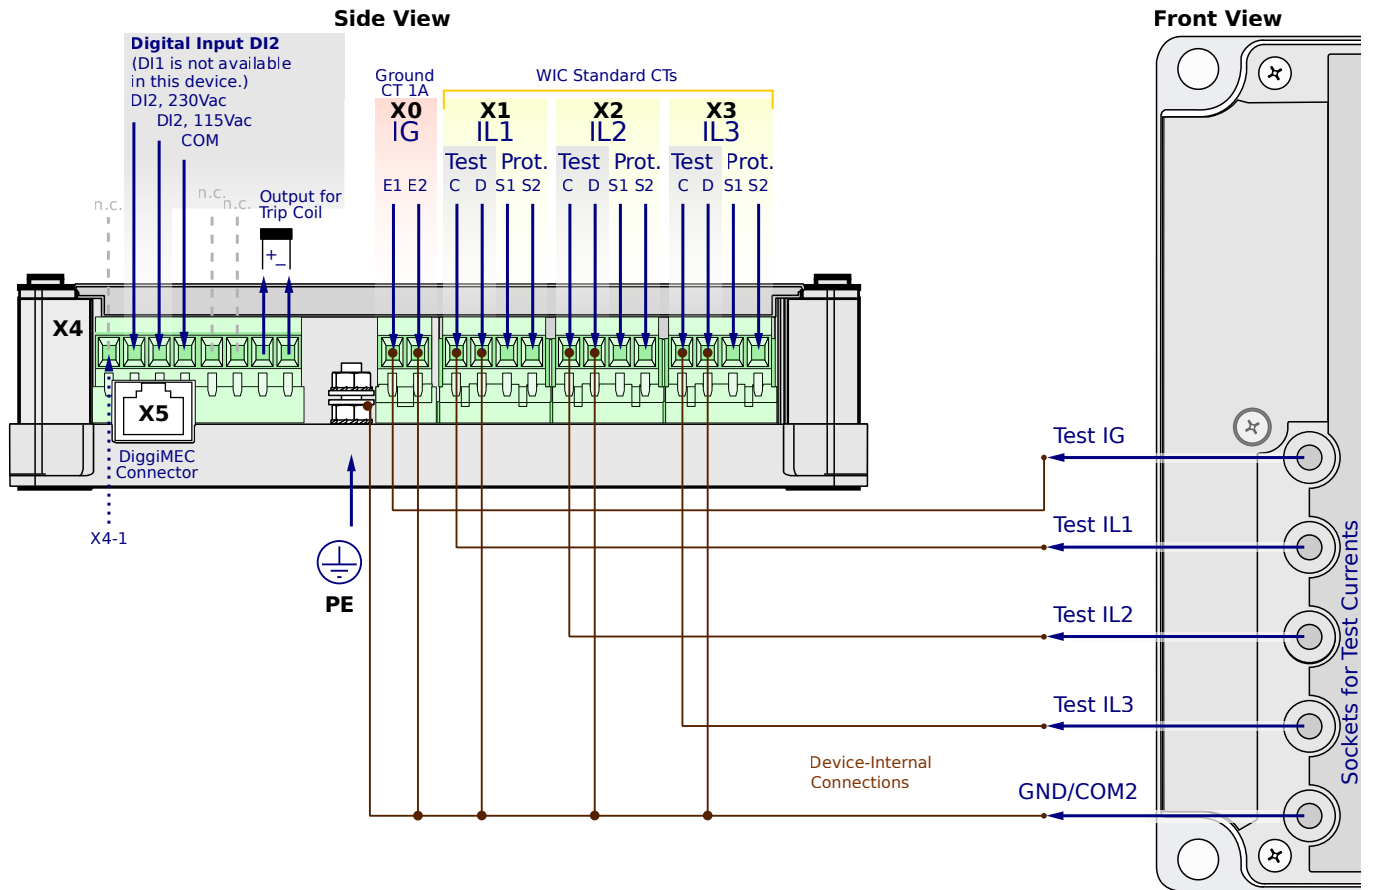 Side View
Front View
Digital Input DI2
(DI1 is not available
in this device.)
DI2, 230Vac
DI2, 115Vac
COM
n.c.
n.c.
n.c.
Output for
Trip Coil
+
−
Ground
CT 1A
X0
IG
E1 E2
WIC Standard CTs
X1
IL1
Test Prot.
C D S1 S2
X2
IL2
Test Prot.
C D S1 S2
X3
IL3
Test Prot.
C D S1 S2
X4
X5
DiggiMEC
Connector
X4-1
PE
Test IG
Test IL1
Test IL2
Test IL3
GND/COM2
Device-Internal
Connections
Sockets for Test Currents